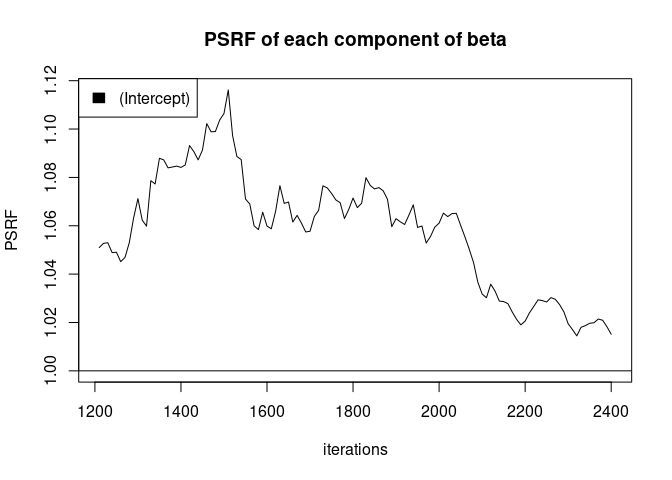 PSRF of each component of beta
(Intercept)
PSRF
1.12
1.10
1.08
1.06
1.04
1.02
1.00
1200 1400 1600 1800 2000 2200 2400
iterations